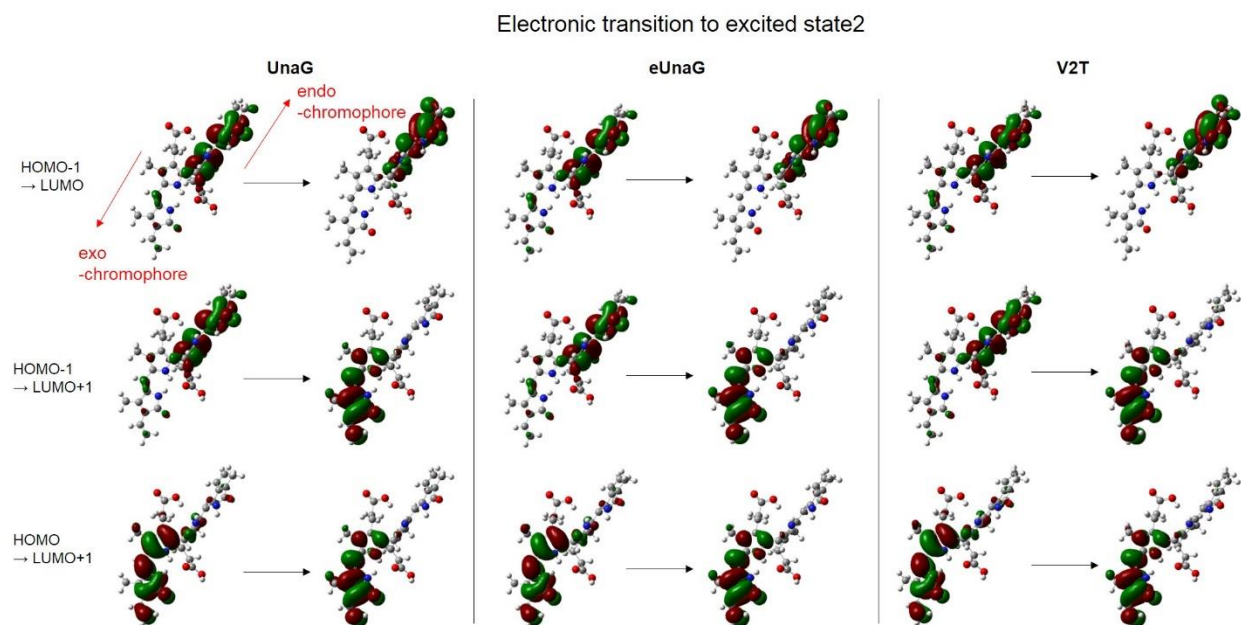 Electronic transition to excited state2
UnaG
eUnaG
V2T
endo
-chromophore
HOMO-1
→ LUMO
exo
-chromophore
HOMO-1
→ LUMO+1
HOMO
→ LUMO+1